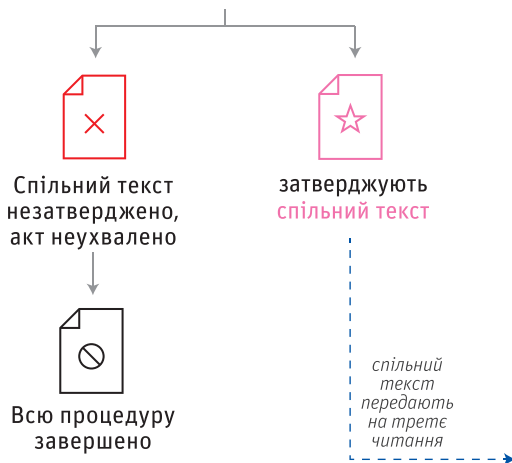 Спільний текст
незатверджено,
акт неухвалено
затверджують
спільний текст
Всю процедуру
завершено
спільний
текст
передають
на третє
читання